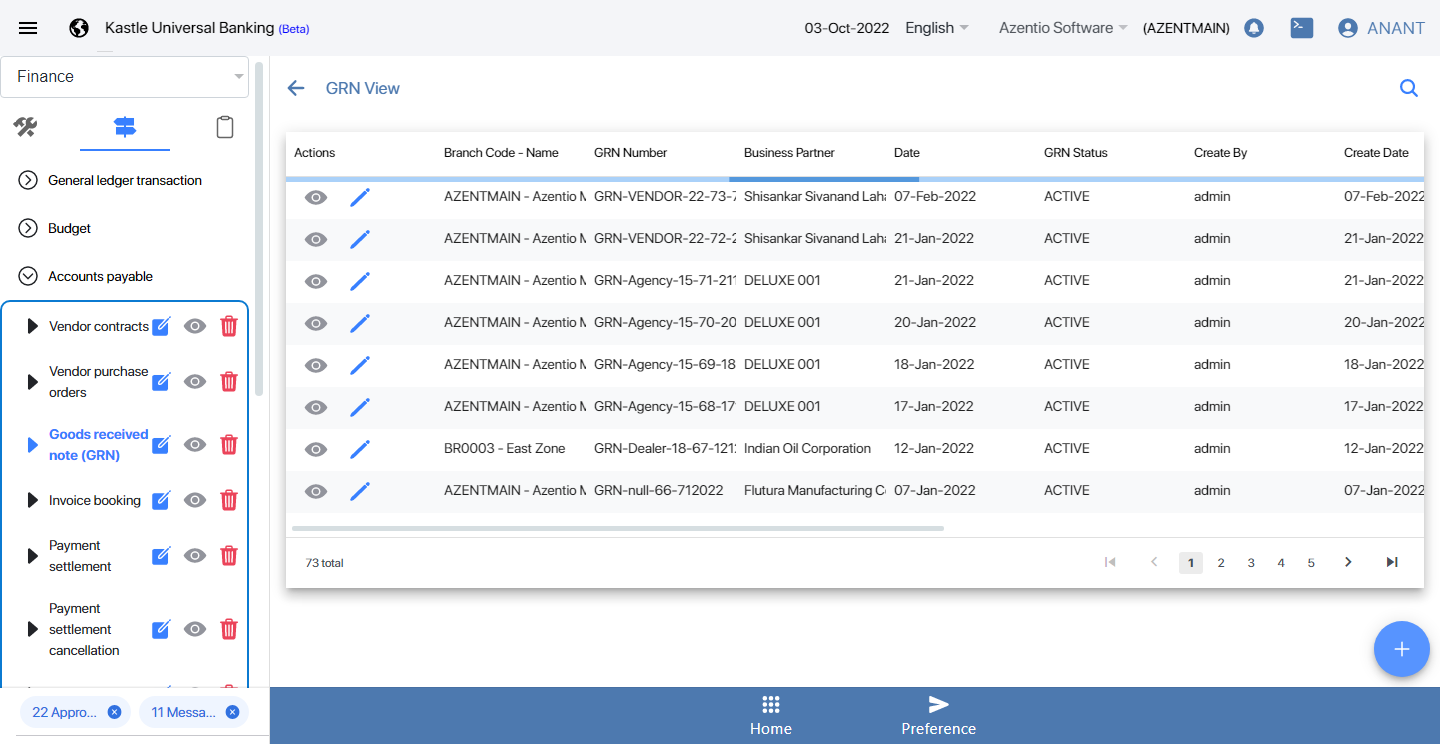 Kastle Universal Banking (Beta)
03-Oct-2022 English Azentio Software (AZENTMAIN) ANANT
Finance
General ledger transaction
Budget
Accounts payable
Vendor contracts
Vendor purchase
orders
Goods received
note (GRN)
Invoice booking
Payment
settlement
Payment
settlement
cancellation
22 Appro... 11 Messa...
GRN View
Actions Branch Code - Name GRN Number Business Partner Date GRN Status Create By Create Date
AZENTMAIN - Azentio M GRN-VENDOR-22-73-7 Shisankar Sivanand Laha 07-Feb-2022 ACTIVE admin 07-Feb-2022
AZENTMAIN - Azentio M GRN-VENDOR-22-72-2 Shisankar Sivanand Laha 21-Jan-2022 ACTIVE admin 21-Jan-2022
AZENTMAIN - Azentio M GRN-Agency-15-71-211 DELUXE 001 21-Jan-2022 ACTIVE admin 21-Jan-2022
AZENTMAIN - Azentio M GRN-Agency-15-70-20 DELUXE 001 20-Jan-2022 ACTIVE admin 20-Jan-2022
AZENTMAIN - Azentio M GRN-Agency-15-69-18 DELUXE 001 18-Jan-2022 ACTIVE admin 18-Jan-2022
AZENTMAIN - Azentio M GRN-Agency-15-68-17 DELUXE 001 17-Jan-2022 ACTIVE admin 17-Jan-2022
BR0003 - East Zone GRN-Dealer-18-67-121 Indian Oil Corporation 12-Jan-2022 ACTIVE admin 12-Jan-2022
AZENTMAIN - Azentio M GRN-null-66-712022 Flutura Manufacturing C 07-Jan-2022 ACTIVE admin 07-Jan-2022
73 total 1 2 3 4 5
Home Preference